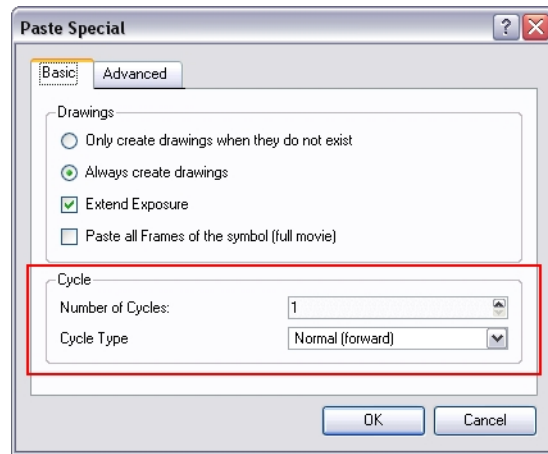 Paste Special
Basic Advanced
Drawings
Only create drawings when they do not exist
Always create drawings
Extend Exposure
Paste all Frames of the symbol (full movie)
Cycle
Number of Cycles: 1
Cycle Type Normal (forward)
OK Cancel